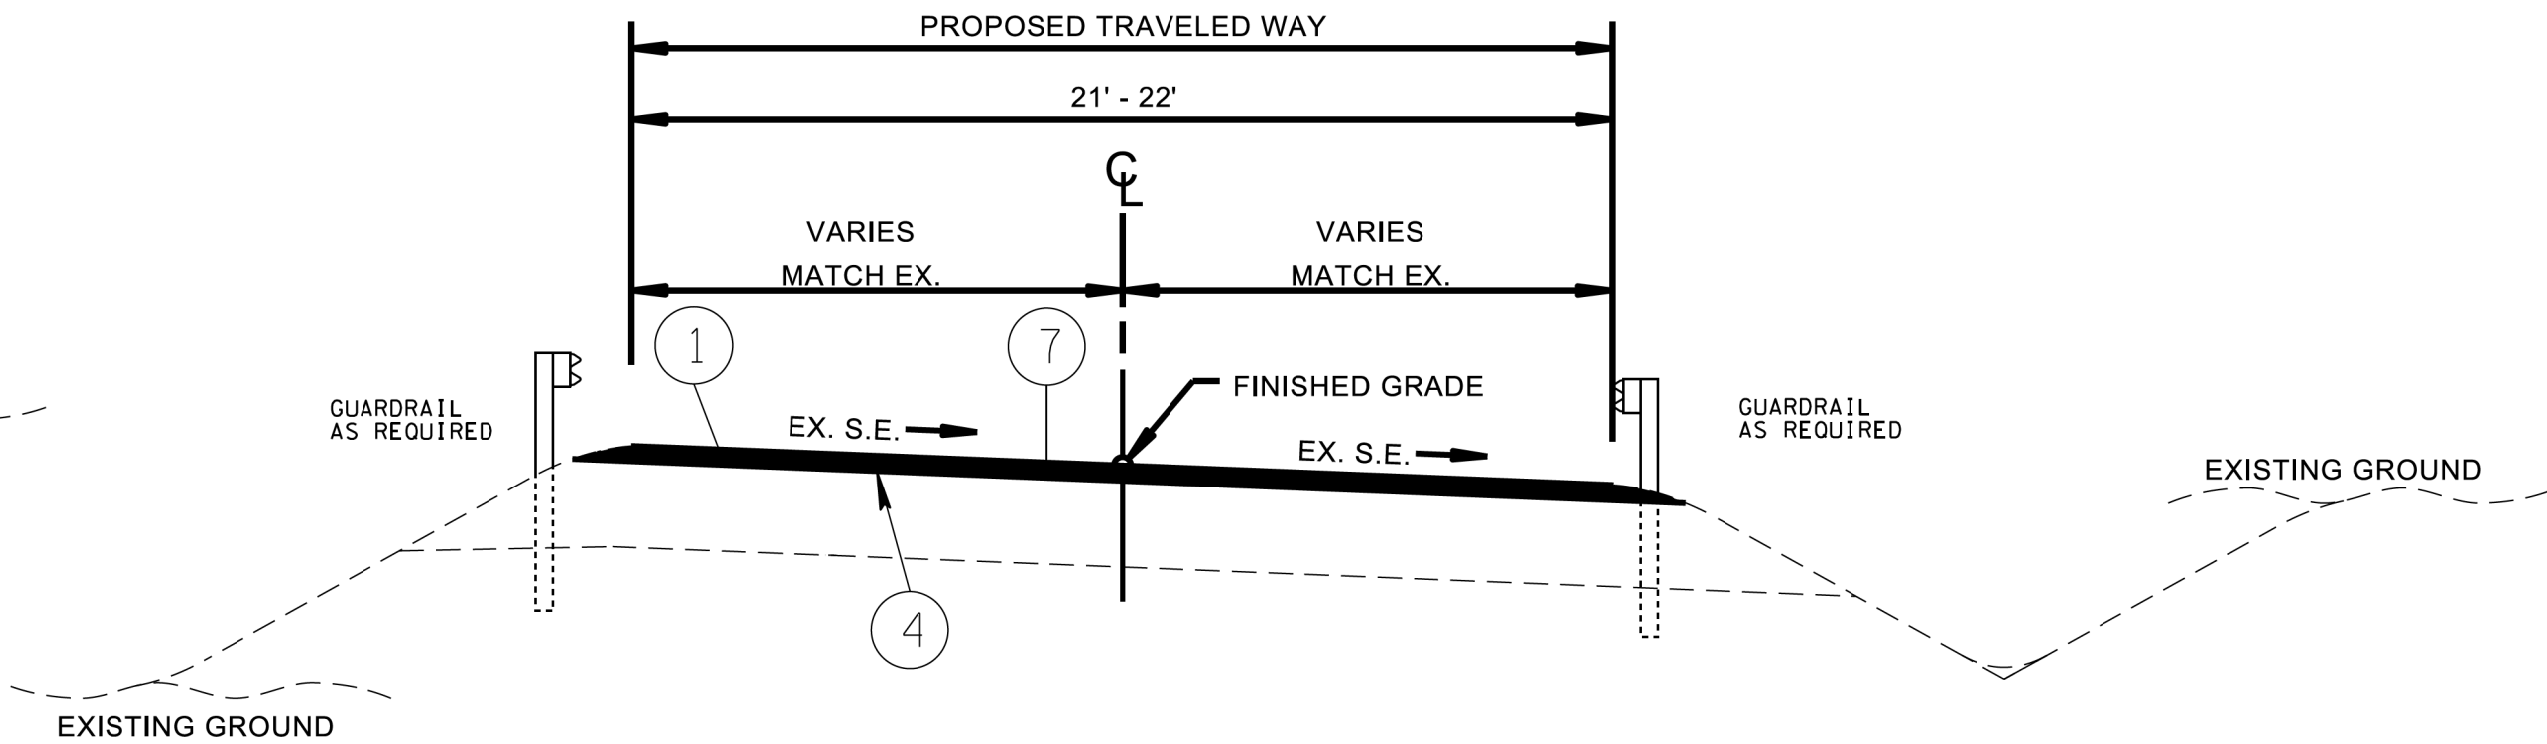 PROPOSED TRAVELED WAY
21' - 22'
CL
VARIES
MATCH EX.
VARIES
MATCH EX.
1
7
FINISHED GRADE
GUARDRAIL
AS REQUIRED
EX. S.E.
EX. S.E.
GUARDRAIL
AS REQUIRED
EXISTING GROUND
4
EXISTING GROUND